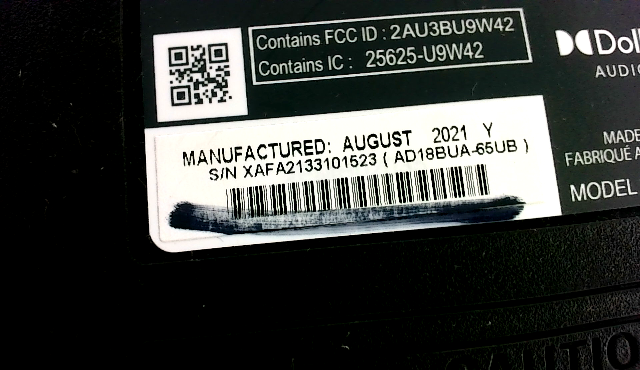 Contains FCC ID : 2AU3BU9W42
Contains IC : 25625-U9W42
AUDIO
MANUFACTURED: AUGUST 2021 Y
S/N XAFA2133101523 ( AD18BUA-65UB )
MADE
FABRIQUÉ A
MODEL